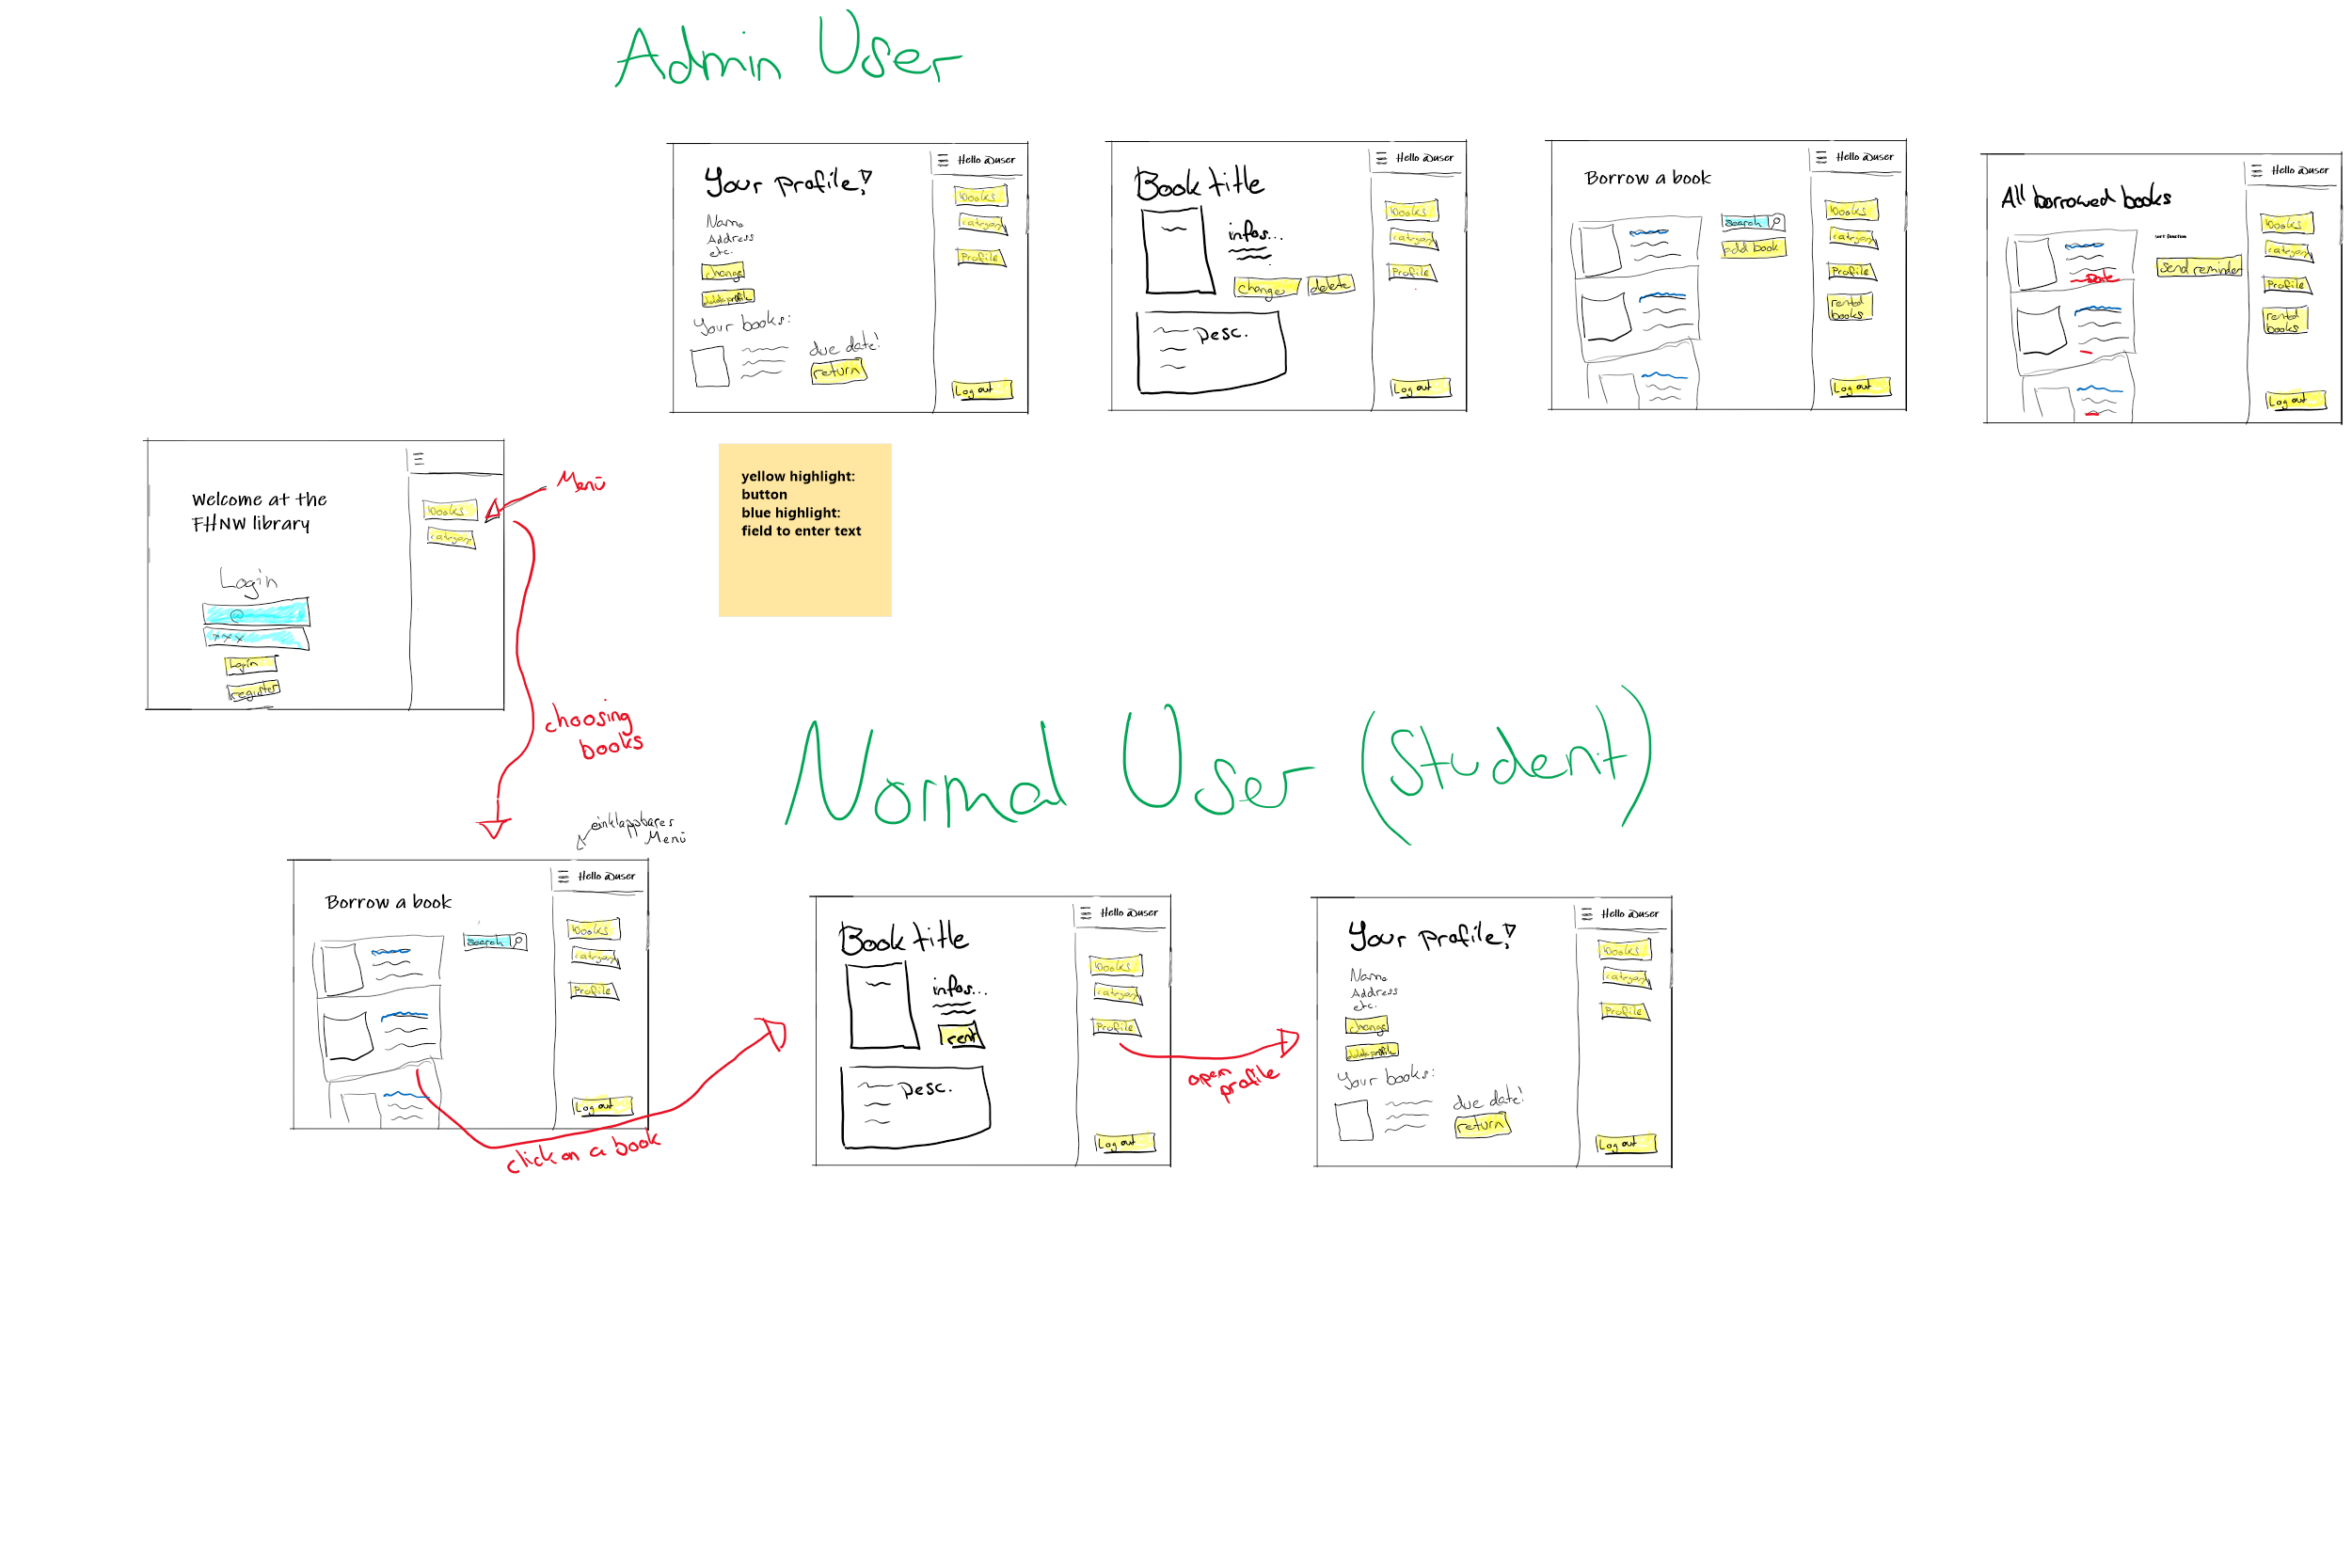 Admin User
Your profile!
Name
Address
etc.
change
delete profile
Your books:
due date!
return
Hello @user
books
category
Profile
Log out
Book title
infos...
change
delete
Desc.
Hello @user
books
category
Profile
Log out
Borrow a book
search
add book
Hello @user
books
category
Profile
rented
books
Log out
All borrowed books
Date
sort function
send reminder
Hello @user
books
category
Profile
rented
books
Log out
Welcome at the
FHNW library
Login
@
xxx
Login
register
books
category
Menü
yellow highlight:
button
blue highlight:
field to enter text
choosing
books
Normal User (Student)
einklappbares
Menü
Borrow a book
search
Hello @user
books
category
Profile
Log out
click on a book
Book title
infos...
rent
Desc.
Hello @user
books
category
Profile
Log out
open
profile
Your profile!
Name
Address
etc.
change
delete profile
Your books:
due date!
return
Hello @user
books
category
Profile
Log out